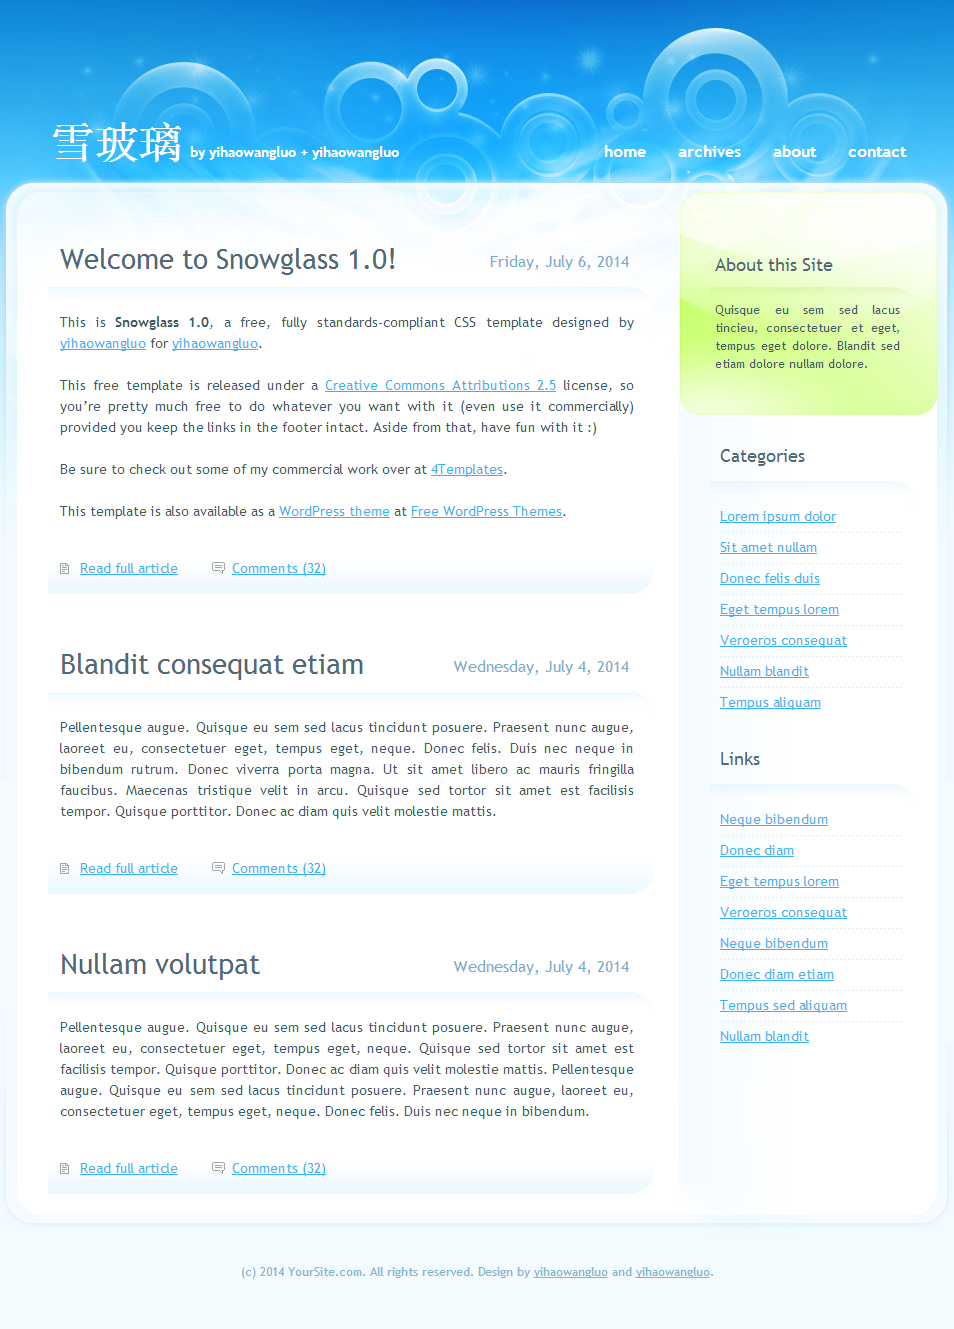 雪玻璃 by yihaowangluo + yihaowangluo
home archives about contact
Welcome to Snowglass 1.0!
Friday, July 6, 2014
This is Snowglass 1.0, a free, fully standards-compliant CSS template designed by
yihaowangluo for yihaowangluo.
This free template is released under a Creative Commons Attributions 2.5 license, so
you’re pretty much free to do whatever you want with it (even use it commercially)
provided you keep the links in the footer intact. Aside from that, have fun with it :)
Be sure to check out some of my commercial work over at 4Templates.
This template is also available as a WordPress theme at Free WordPress Themes.
Read full article Comments (32)
Blandit consequat etiam
Wednesday, July 4, 2014
Pellentesque augue. Quisque eu sem sed lacus tincidunt posuere. Praesent nunc augue,
laoreet eu, consectetuer eget, tempus eget, neque. Donec felis. Duis nec neque in
bibendum rutrum. Donec viverra porta magna. Ut sit amet libero ac mauris fringilla
faucibus. Maecenas tristique velit in arcu. Quisque sed tortor sit amet est facilisis
tempor. Quisque porttitor. Donec ac diam quis velit molestie mattis.
Read full article Comments (32)
Nullam volutpat
Wednesday, July 4, 2014
Pellentesque augue. Quisque eu sem sed lacus tincidunt posuere. Praesent nunc augue,
laoreet eu, consectetuer eget, tempus eget, neque. Quisque sed tortor sit amet est
facilisis tempor. Quisque porttitor. Donec ac diam quis velit molestie mattis. Pellentesque
augue. Quisque eu sem sed lacus tincidunt posuere. Praesent nunc augue, laoreet eu,
consectetuer eget, tempus eget, neque. Donec felis. Duis nec neque in bibendum.
Read full article Comments (32)
About this Site
Quisque eu sem sed lacus
tincieu, consectetuer et eget,
tempus eget dolore. Blandit sed
etiam dolore nullam dolore.
Categories
Lorem ipsum dolor
Sit amet nullam
Donec felis duis
Eget tempus lorem
Veroeros consequat
Nullam blandit
Tempus aliquam
Links
Neque bibendum
Donec diam
Eget tempus lorem
Veroeros consequat
Neque bibendum
Donec diam etiam
Tempus sed aliquam
Nullam blandit
(c) 2014 YourSite.com. All rights reserved. Design by yihaowangluo and yihaowangluo.